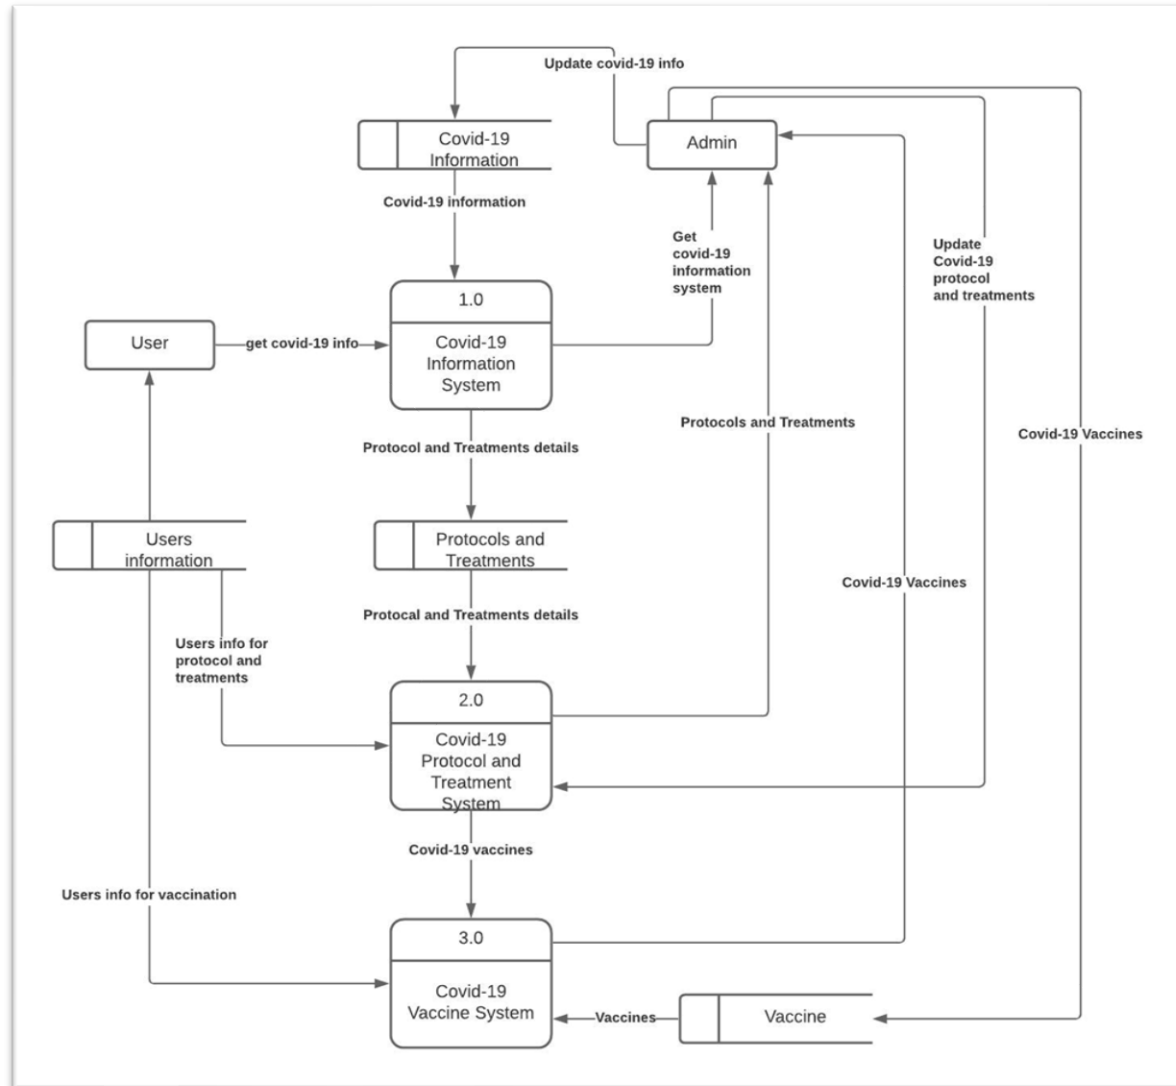 Update covid-19 info
Covid-19
Information
Admin
Covid-19 information
Get
covid-19
information
system
Update
Covid-19
protocol
and treatments
1.0
Covid-19
Information
System
User
get covid-19 info
Protocol and Treatments details
Protocols and Treatments
Covid-19 Vaccines
Users
information
Protocols and
Treatments
Covid-19 Vaccines
Protocal and Treatments details
Users info for
protocol and
treatments
2.0
Covid-19
Protocol and
Treatment
System
Covid-19 vaccines
Users info for vaccination
3.0
Covid-19
Vaccine System
Vaccines
Vaccine